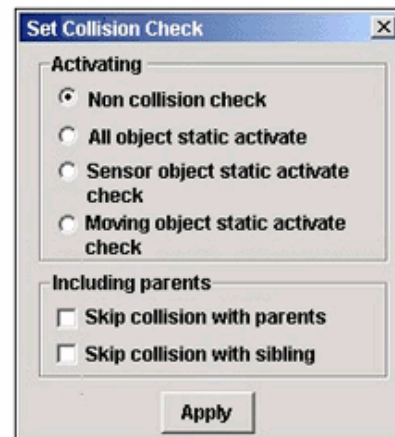 Set Collision Check
Activating
Non collision check
All object static activate
Sensor object static activate
check
Moving object static activate
check
Including parents
Skip collision with parents
Skip collision with sibling
Apply